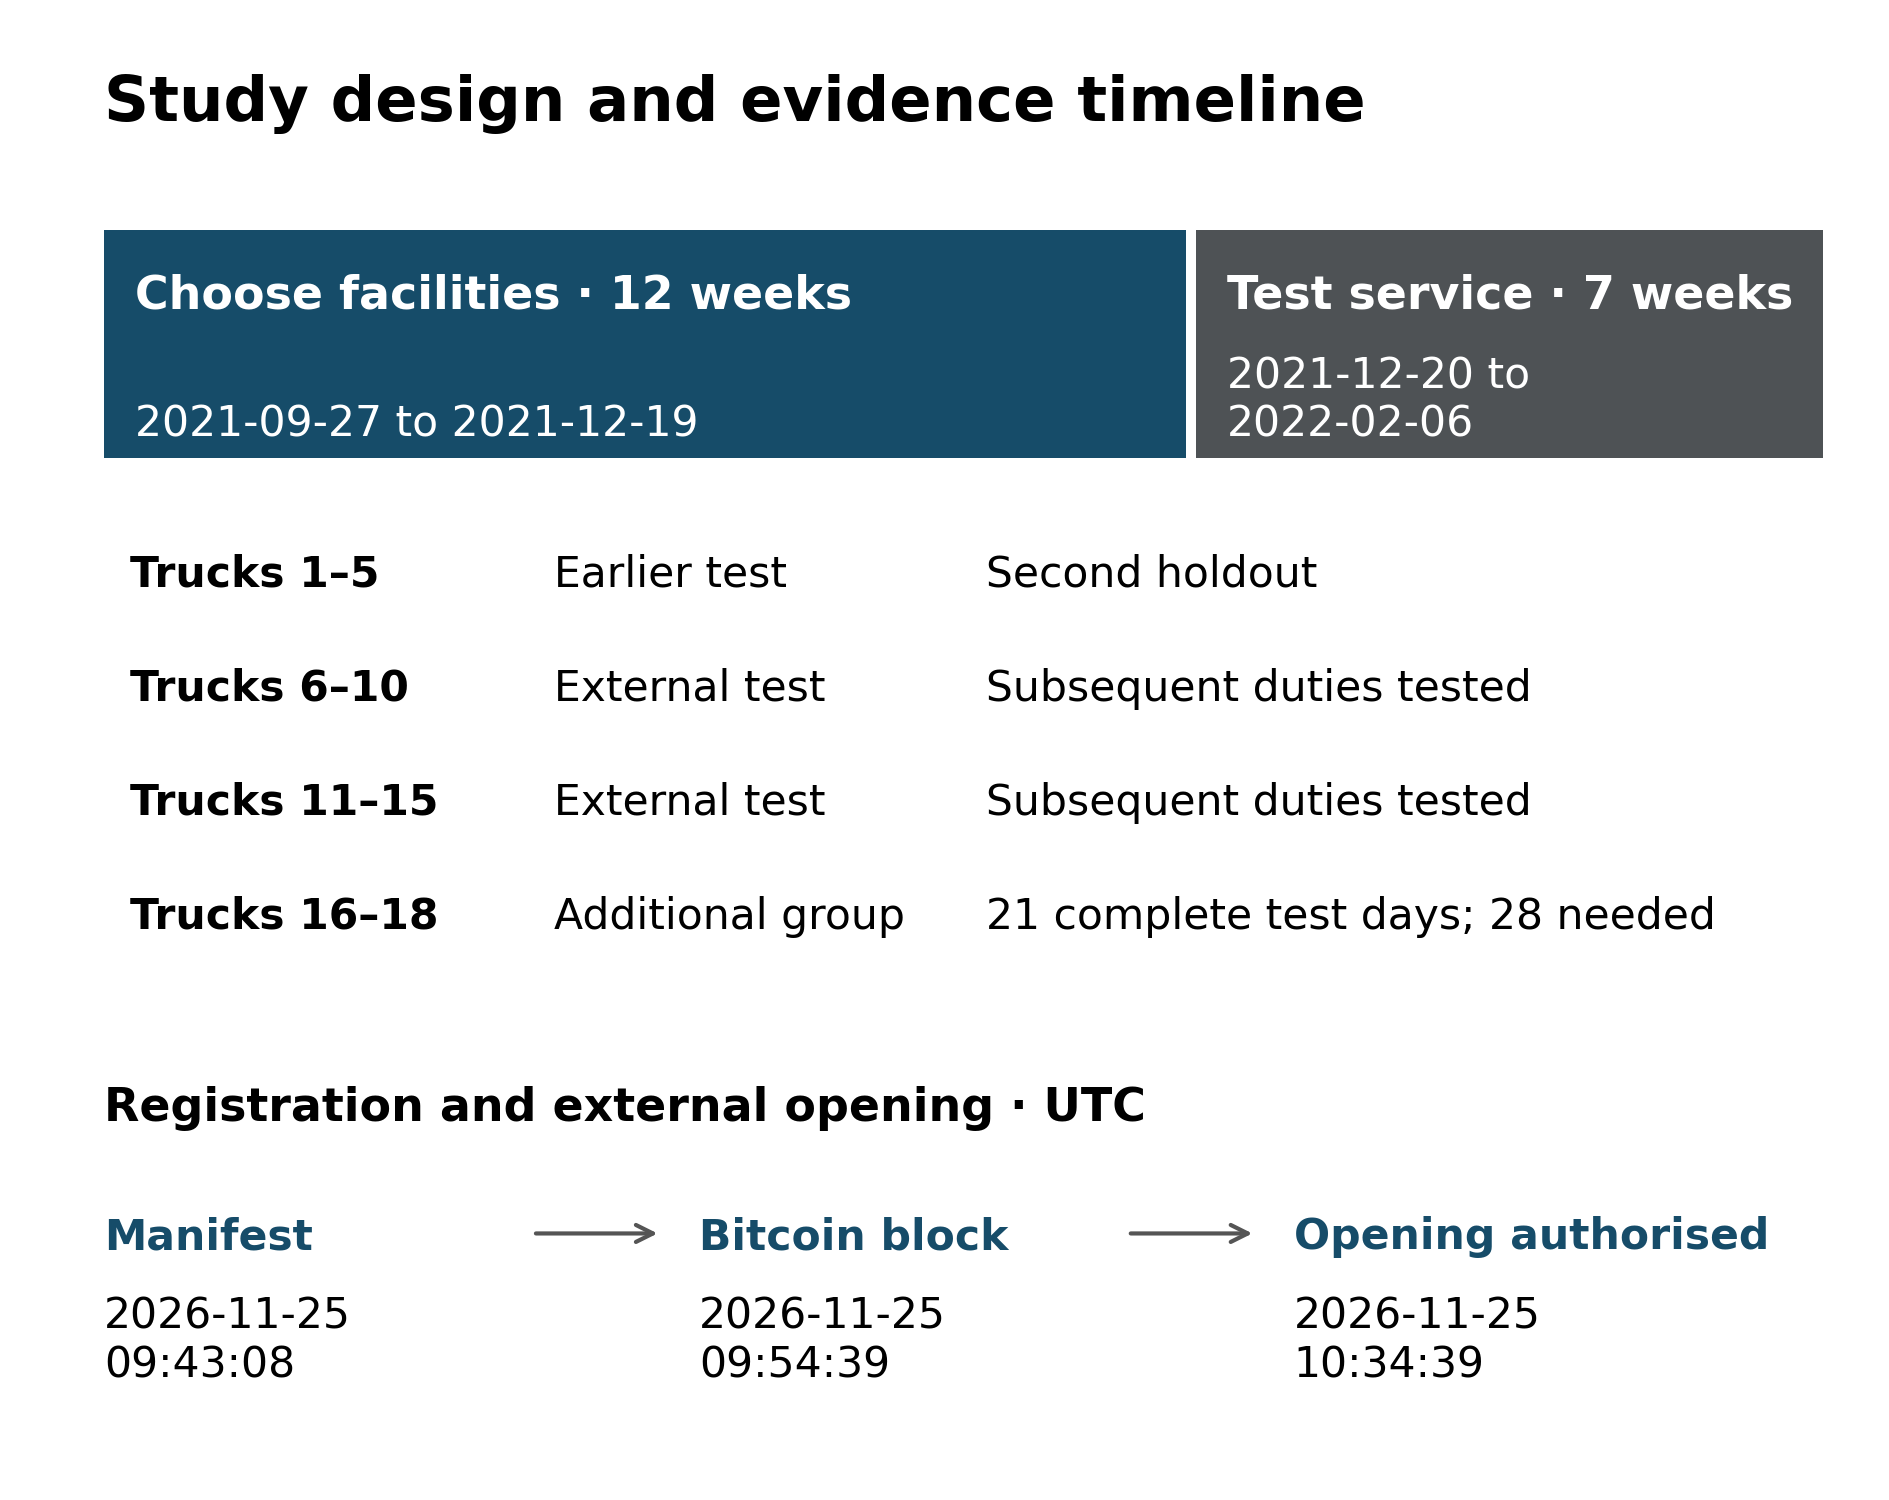 Study design and evidence timeline
Choose facilities · 12 weeks
2021-09-27 to 2021-12-19
Test service · 7 weeks
2021-12-20 to
2022-02-06
Trucks 1–5 Earlier test Second holdout
Trucks 6–10 External test Subsequent duties tested
Trucks 11–15 External test Subsequent duties tested
Trucks 16–18 Additional group 21 complete test days; 28 needed
Registration and external opening · UTC
Manifest
2026-11-25
09:43:08
Bitcoin block
2026-11-25
09:54:39
Opening authorised
2026-11-25
10:34:39